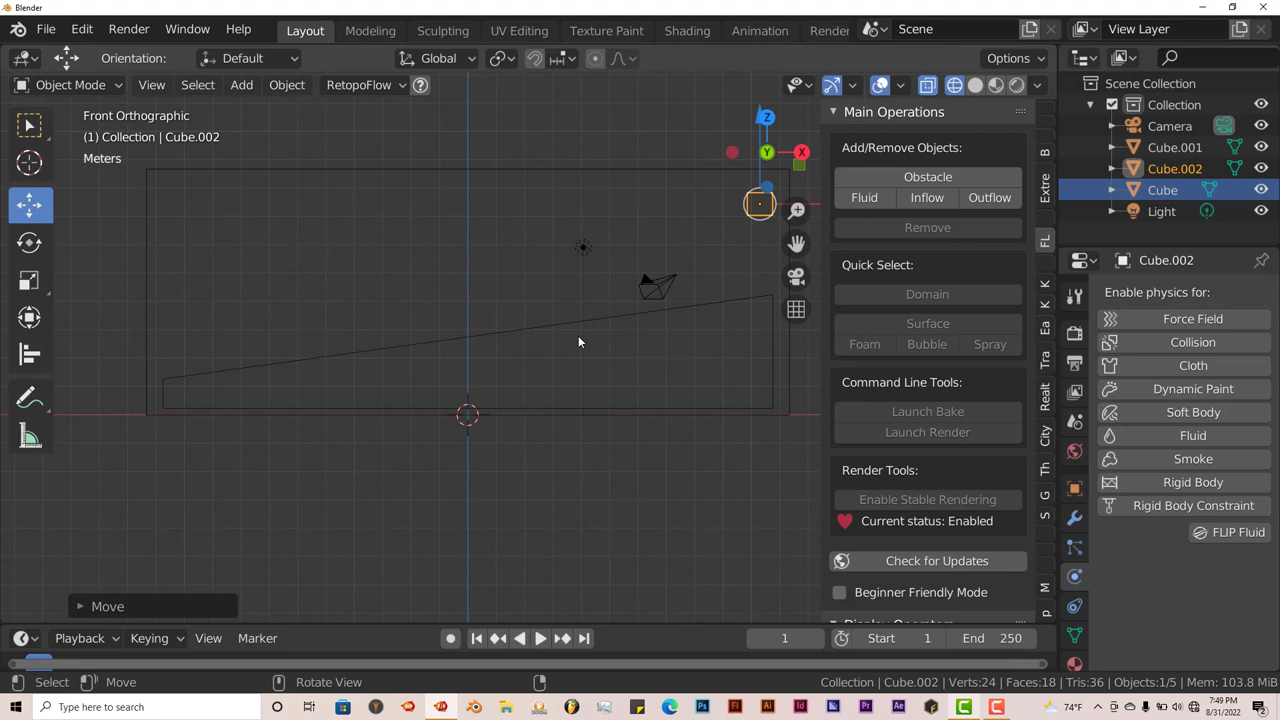 Blender
File Edit Render Window Help Layout Modeling Sculpting UV Editing Texture Paint Shading Animation Render Scene View Layer
Orientation: Default Global Options
Object Mode View Select Add Object RetopoFlow
Front Orthographic
(1) Collection | Cube.002
Meters
Z
Y
X
Move
Main Operations
Add/Remove Objects:
Obstacle
Fluid Inflow Outflow
Remove
Quick Select:
Domain
Surface
Foam Bubble Spray
Command Line Tools:
Launch Bake
Launch Render
Render Tools:
Enable Stable Rendering
Current status: Enabled
Check for Updates
Beginner Friendly Mode
B
Extre
FL
K
K
Ea
Tra
Realt
City
Th
G
S
M
p
Scene Collection
Collection
Camera
Cube.001
Cube.002
Cube
Light
Cube.002
Enable physics for:
Force Field
Collision
Cloth
Dynamic Paint
Soft Body
Fluid
Smoke
Rigid Body
Rigid Body Constraint
FLIP Fluid
Playback Keying View Marker 1 Start 1 End 250
Select Move Rotate View Collection | Cube.002 | Verts:24 | Faces:18 | Tris:36 | Objects:1/5 | Mem: 103.8 MiB
Type here to search 74°F 7:49 PM
8/31/2022